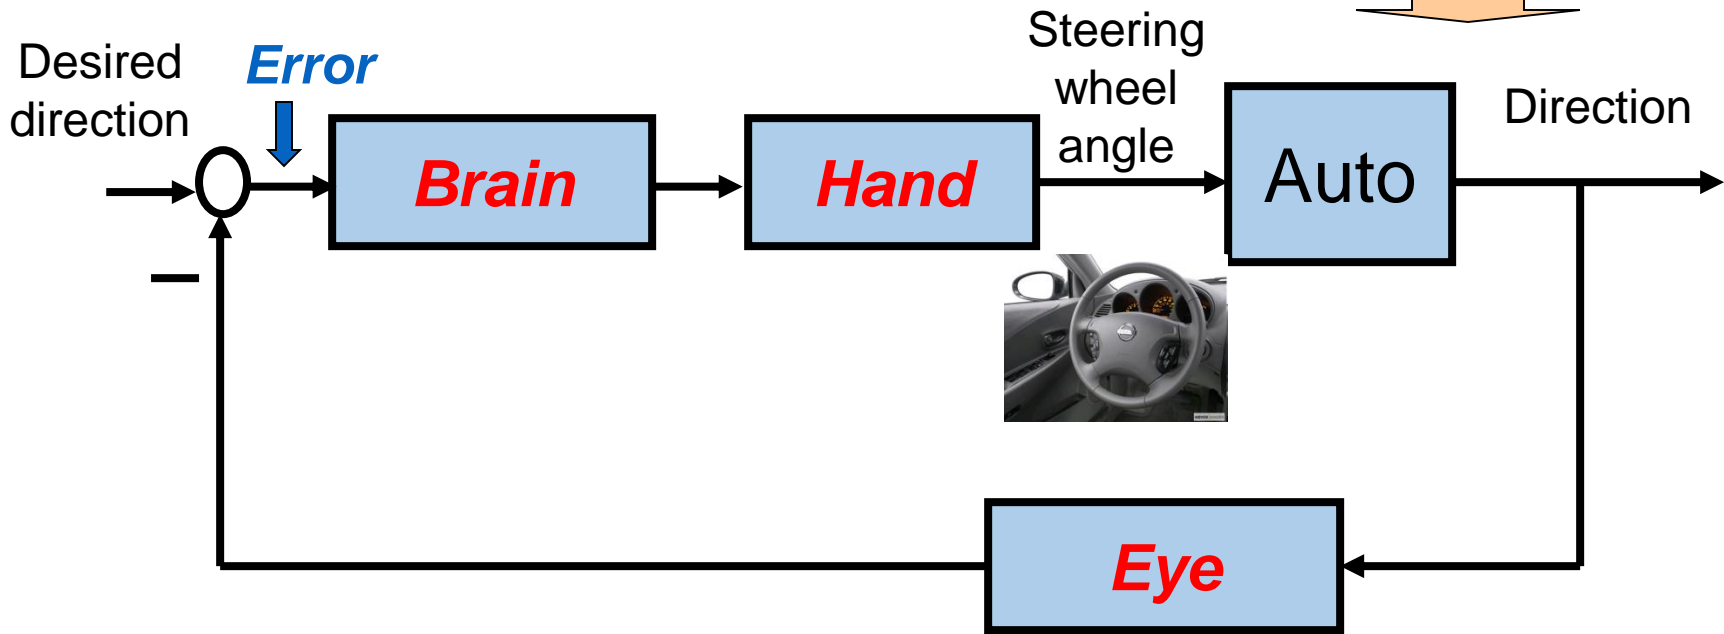 Desired
direction
Error
Brain
Hand
Steering
wheel
angle
Auto
Direction
Eye